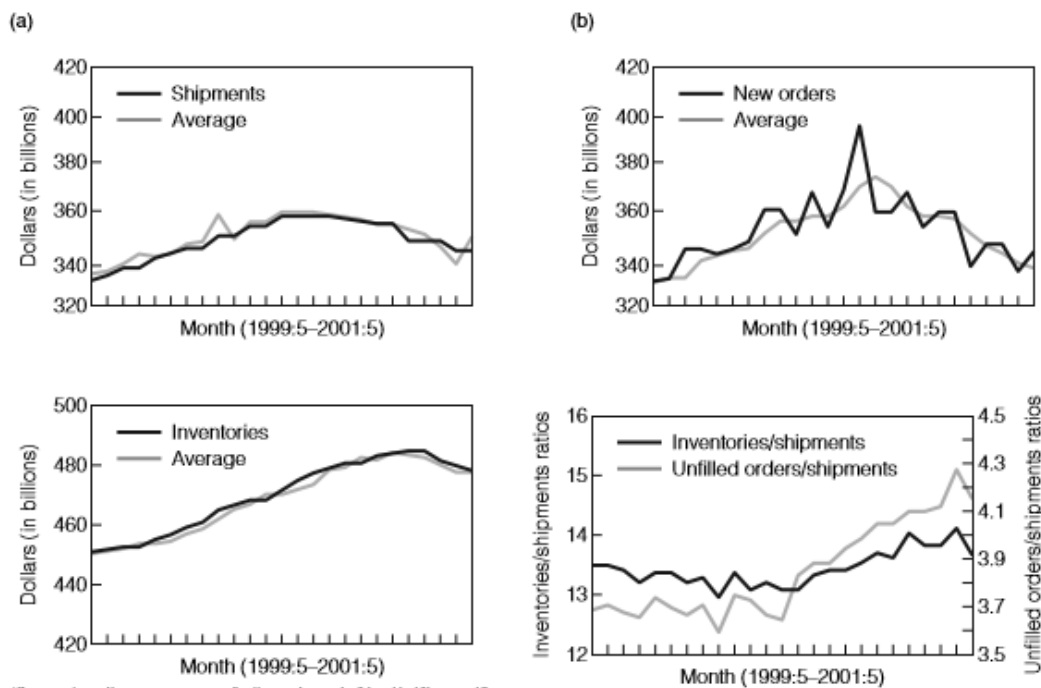 (a)
(b)
420
400
380
360
340
320
Dollars (in billions)
Shipments
Average
Month (1999:5–2001:5)
420
400
380
360
340
320
Dollars (in billions)
New orders
Average
Month (1999:5–2001:5)
500
480
460
440
420
Dollars (in billions)
Inventories
Average
Month (1999:5–2001:5)
16
15
14
13
12
Inventories/shipments ratios
Inventories/shipments
Unfilled orders/shipments
4.5
4.3
4.1
3.9
3.7
3.5
Unfilled orders/shipments ratios
Month (1999:5–2001:5)